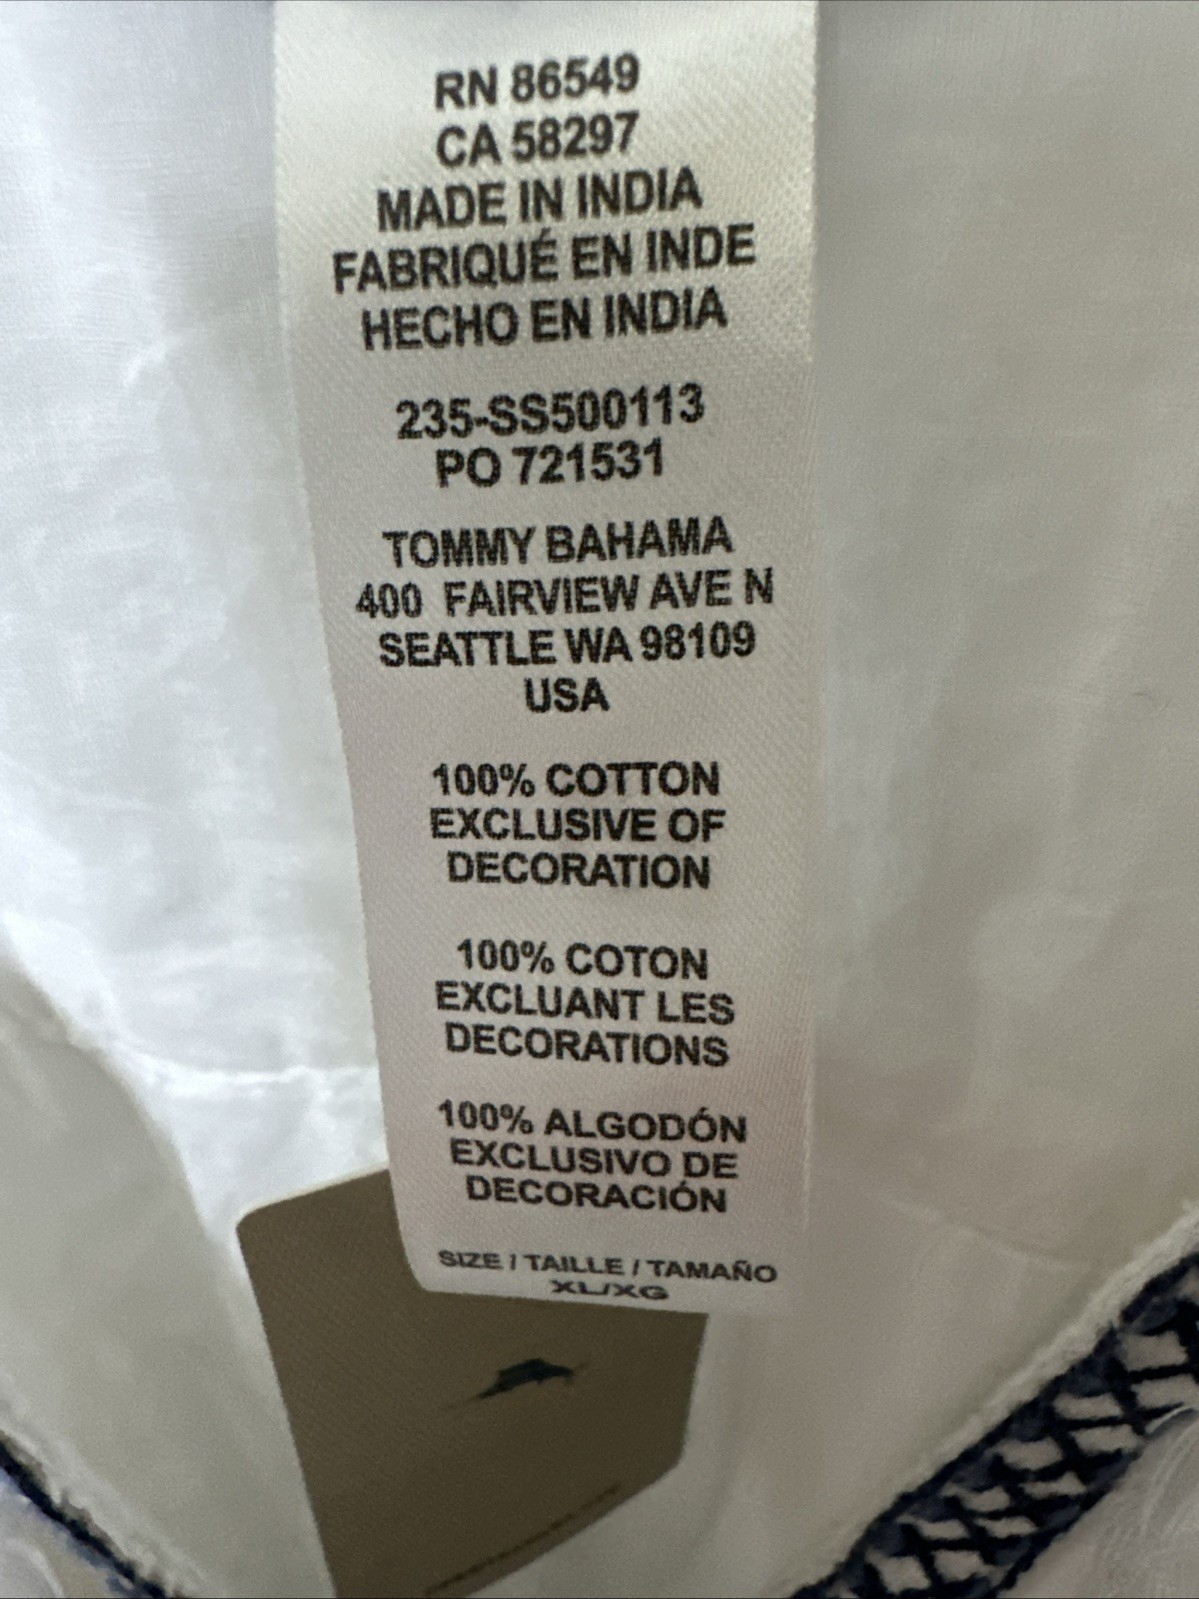 RN 86549
CA 58297
MADE IN INDIA
FABRIQUÉ EN INDE
HECHO EN INDIA
235-SS500113
PO 721531
TOMMY BAHAMA
400 FAIRVIEW AVE N
SEATTLE WA 98109
USA
100% COTTON
EXCLUSIVE OF
DECORATION
100% COTON
EXCLUANT LES
DECORATIONS
100% ALGODÓN
EXCLUSIVO DE
DECORACIÓN
SIZE / TAILLE / TAMAÑO
XL/XG